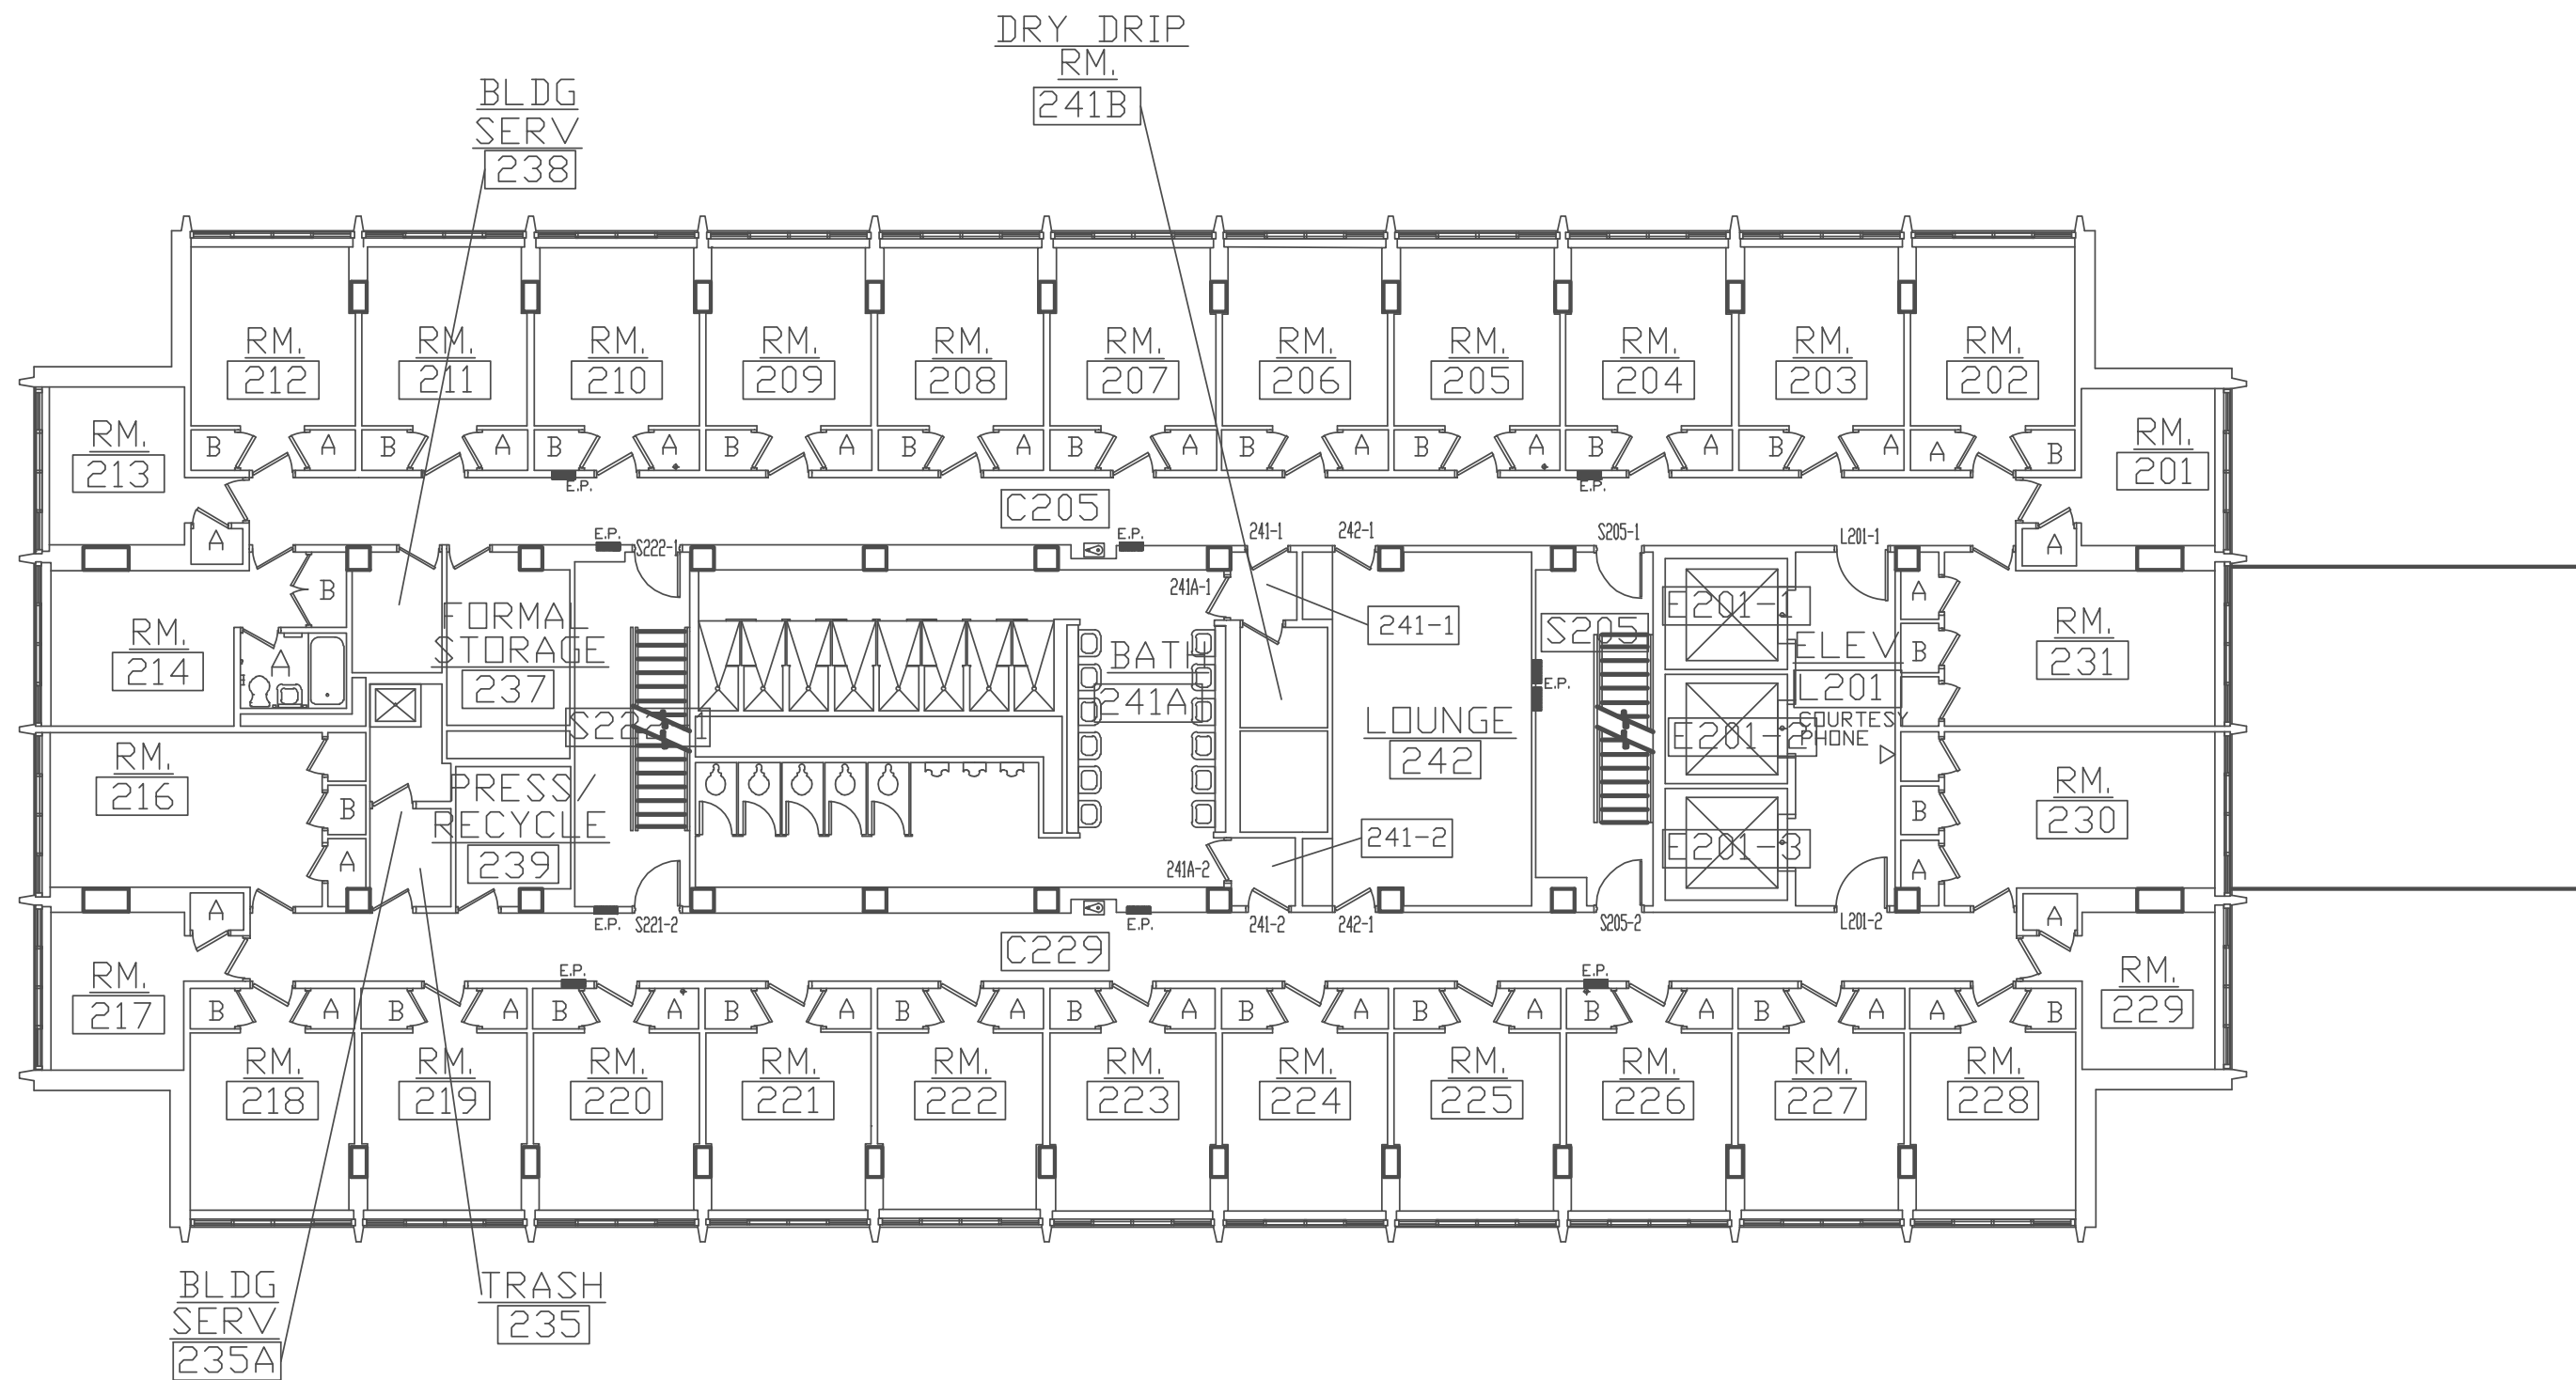 DRY DRIP
RM.
241B
BLDG
SERV
238
RM.
212
RM.
211
RM.
210
RM.
209
RM.
208
RM.
207
RM.
206
RM.
205
RM.
204
RM.
203
RM.
202
RM.
213
RM.
201
B A B A B A B A B A B A B A B A B A B A A B
E.P.
E.P.
C205
A
A
E.P.
S222-1
E.P.
241-1
242-1
S205-1
L201-1
241A-1
B
RM.
214
A
FORMAL
STORAGE
237
241-1
S205
E201-1
ELEV
L201
COURTESY
PHONE
A
B
RM.
231
BATH
241A
E.P.
LOUNGE
242
E201-2
RM.
216
B
A
PRESS/
RECYCLE
239
241-2
241A-2
E201-3
B
A
RM.
230
A
A
E.P.
S221-2
E.P.
241-2
242-1
S205-2
L201-2
C229
RM.
217
E.P.
E.P.
RM.
229
B A B A B A B A B A B A B A B A B A B A A B
RM.
218
RM.
219
RM.
220
RM.
221
RM.
222
RM.
223
RM.
224
RM.
225
RM.
226
RM.
227
RM.
228
BLDG
SERV
235A
TRASH
235